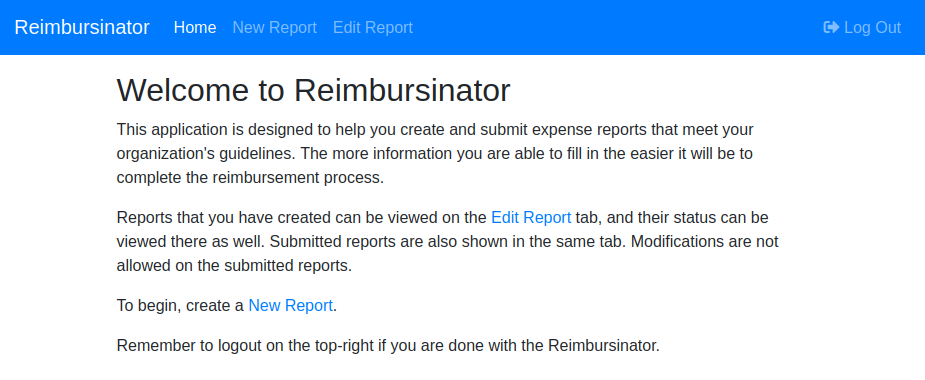 Reimbursinator Home New Report Edit Report Log Out
Welcome to Reimbursinator
This application is designed to help you create and submit expense reports that meet your
organization's guidelines. The more information you are able to fill in the easier it will be to
complete the reimbursement process.
Reports that you have created can be viewed on the Edit Report tab, and their status can be
viewed there as well. Submitted reports are also shown in the same tab. Modifications are not
allowed on the submitted reports.
To begin, create a New Report.
Remember to logout on the top-right if you are done with the Reimbursinator.